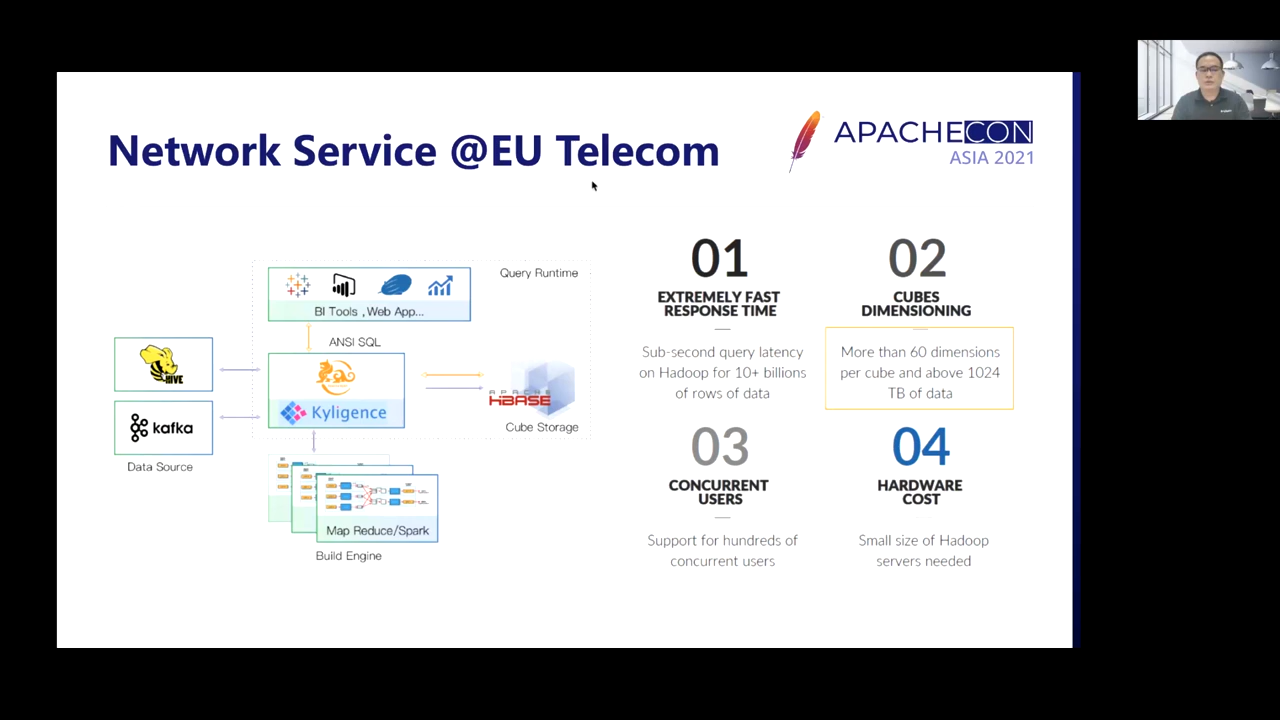 Network Service @EU Telecom
APACHECON
ASIA 2021
Query Runtime
BI Tools ,Web App...
ANSI SQL
HIVE
Kyligence
APACHE
HBASE
Cube Storage
kafka
Data Source
Map Reduce/Spark
Build Engine
01
EXTREMELY FAST
RESPONSE TIME
Sub-second query latency
on Hadoop for 10+ billions
of rows of data
02
CUBES
DIMENSIONING
More than 60 dimensions
per cube and above 1024
TB of data
03
CONCURRENT
USERS
Support for hundreds of
concurrent users
04
HARDWARE
COST
Small size of Hadoop
servers needed